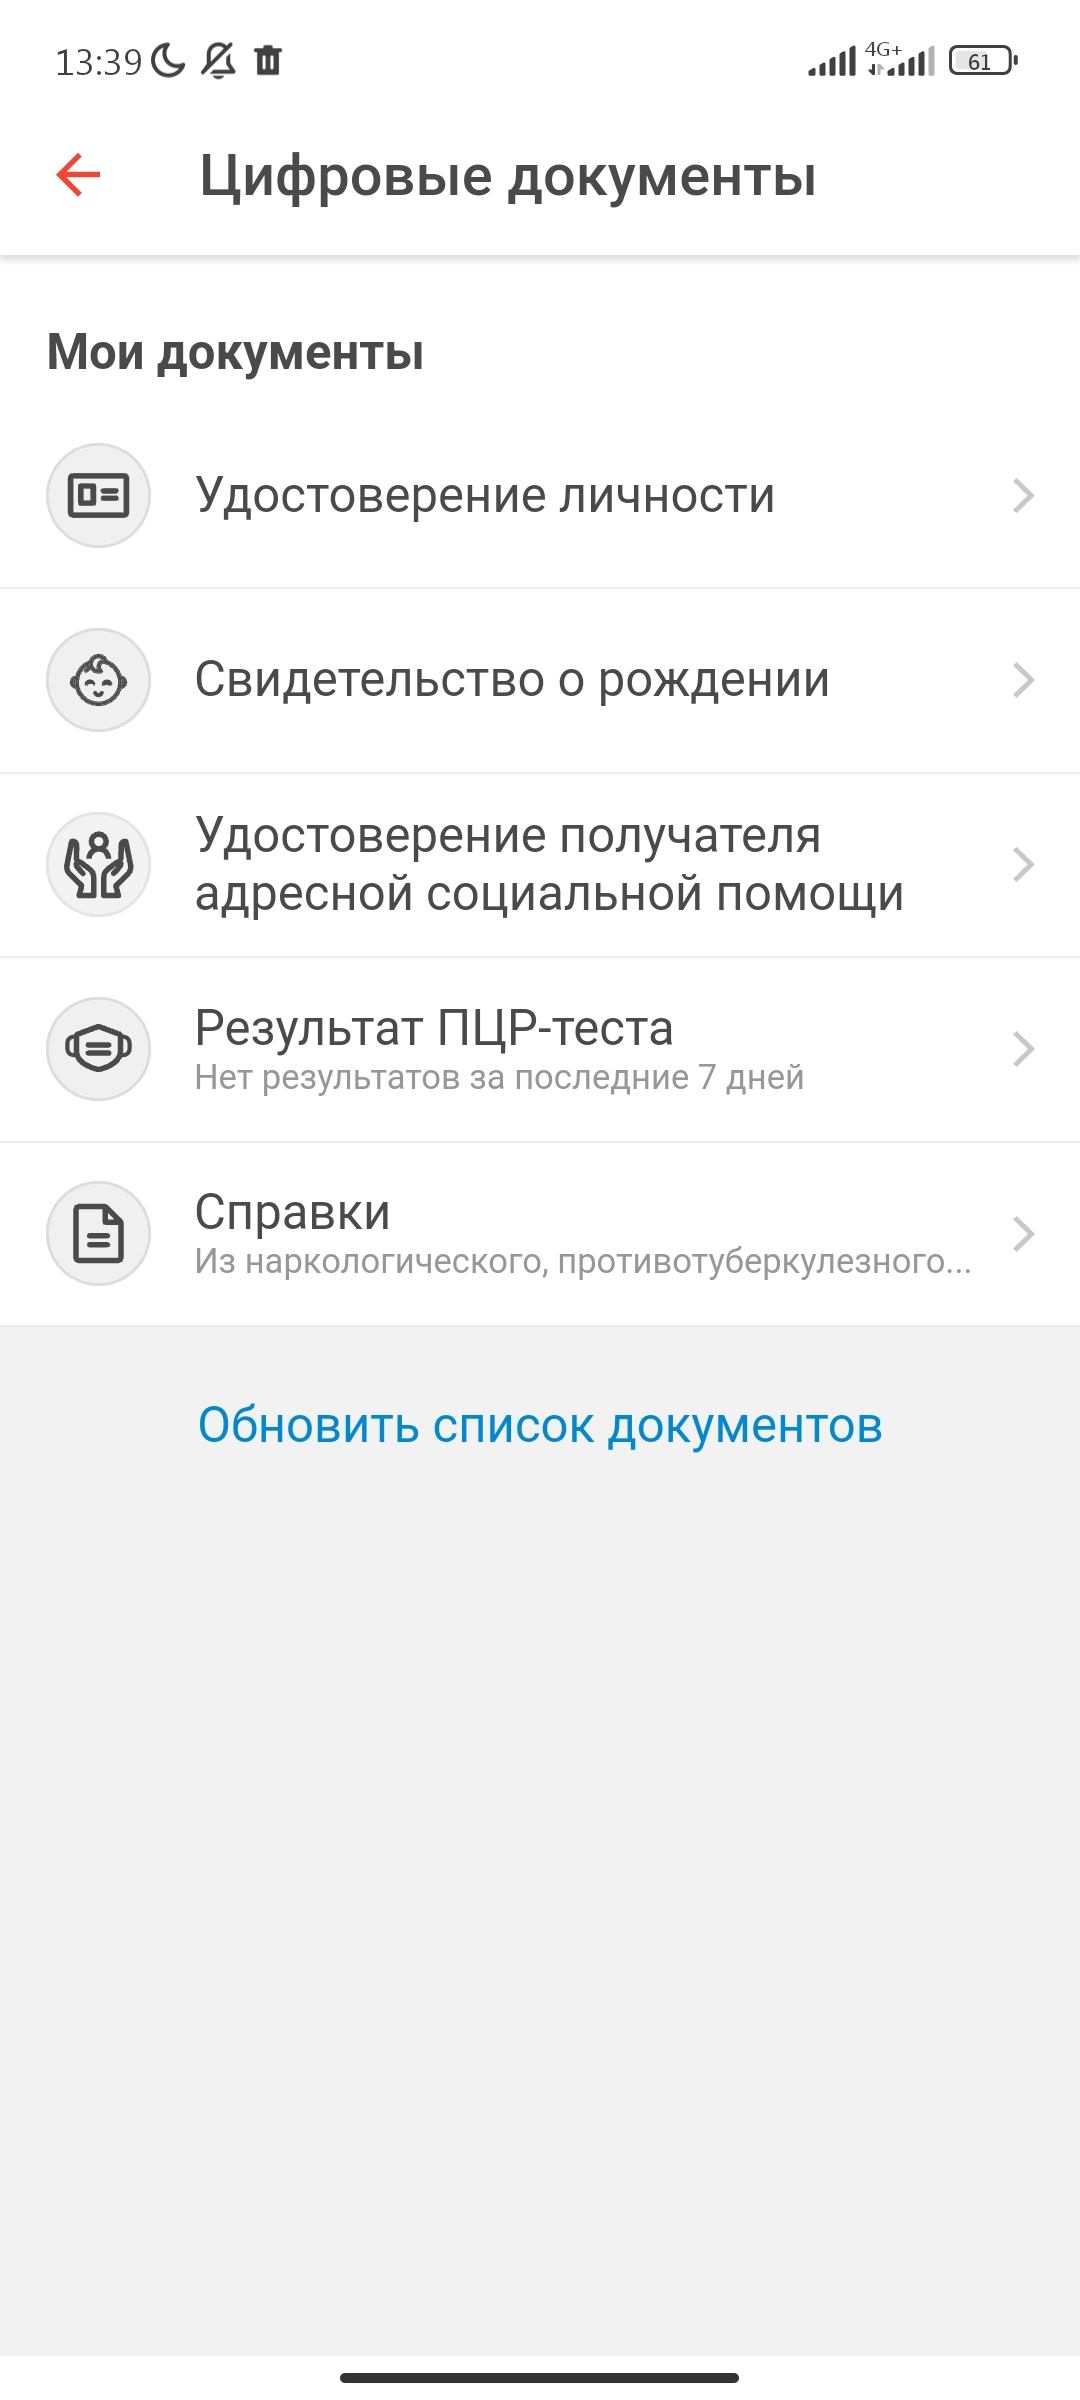 13:39
4G+
61
Цифровые документы
Мои документы
Удостоверение личности
Свидетельство о рождении
Удостоверение получателя
адресной социальной помощи
Результат ПЦР-теста
Нет результатов за последние 7 дней
Справки
Из наркологического, противотуберкулезного...
Обновить список документов